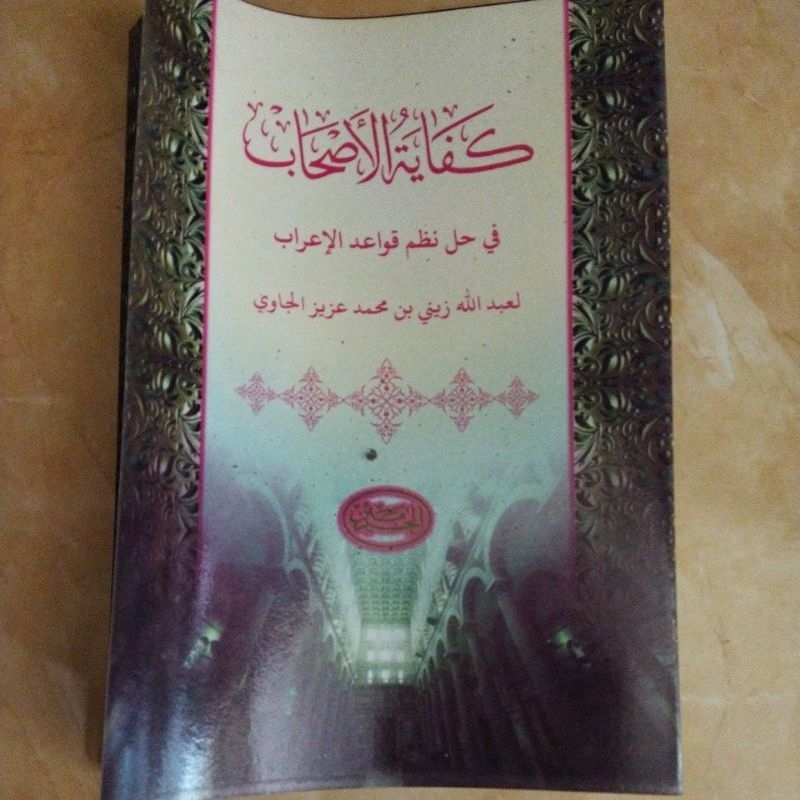 كفاية الأصحاب
في حل نظم قواعد الإعراب
لعبد الله زيني بن محمد عزيز الجاوي